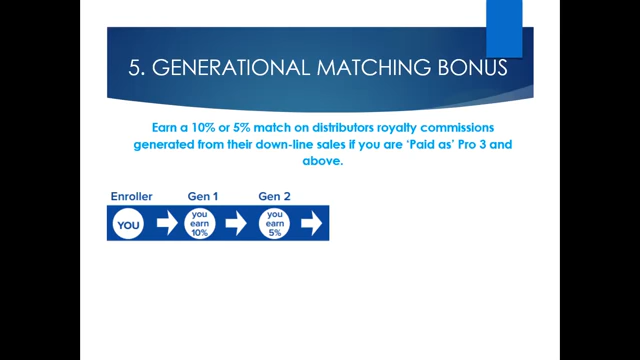 5. GENERATIONAL MATCHING BONUS
Earn a 10% or 5% match on distributors royalty commissions
generated from their down-line sales if you are ‘Paid as’ Pro 3 and
above.
Enroller Gen 1 Gen 2
YOU
you
earn
10%
you
earn
5%